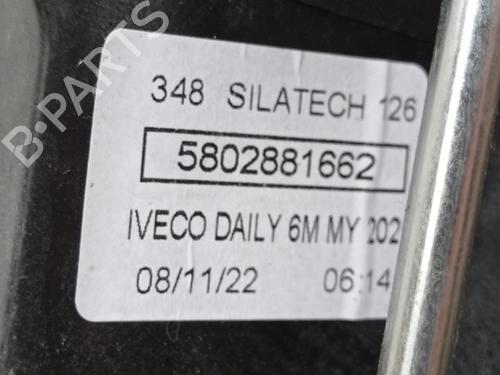 348 SILATECH 126
5802881662
IVECO DAILY 6M MY 202
08/11/22 06:14
B-PARTS